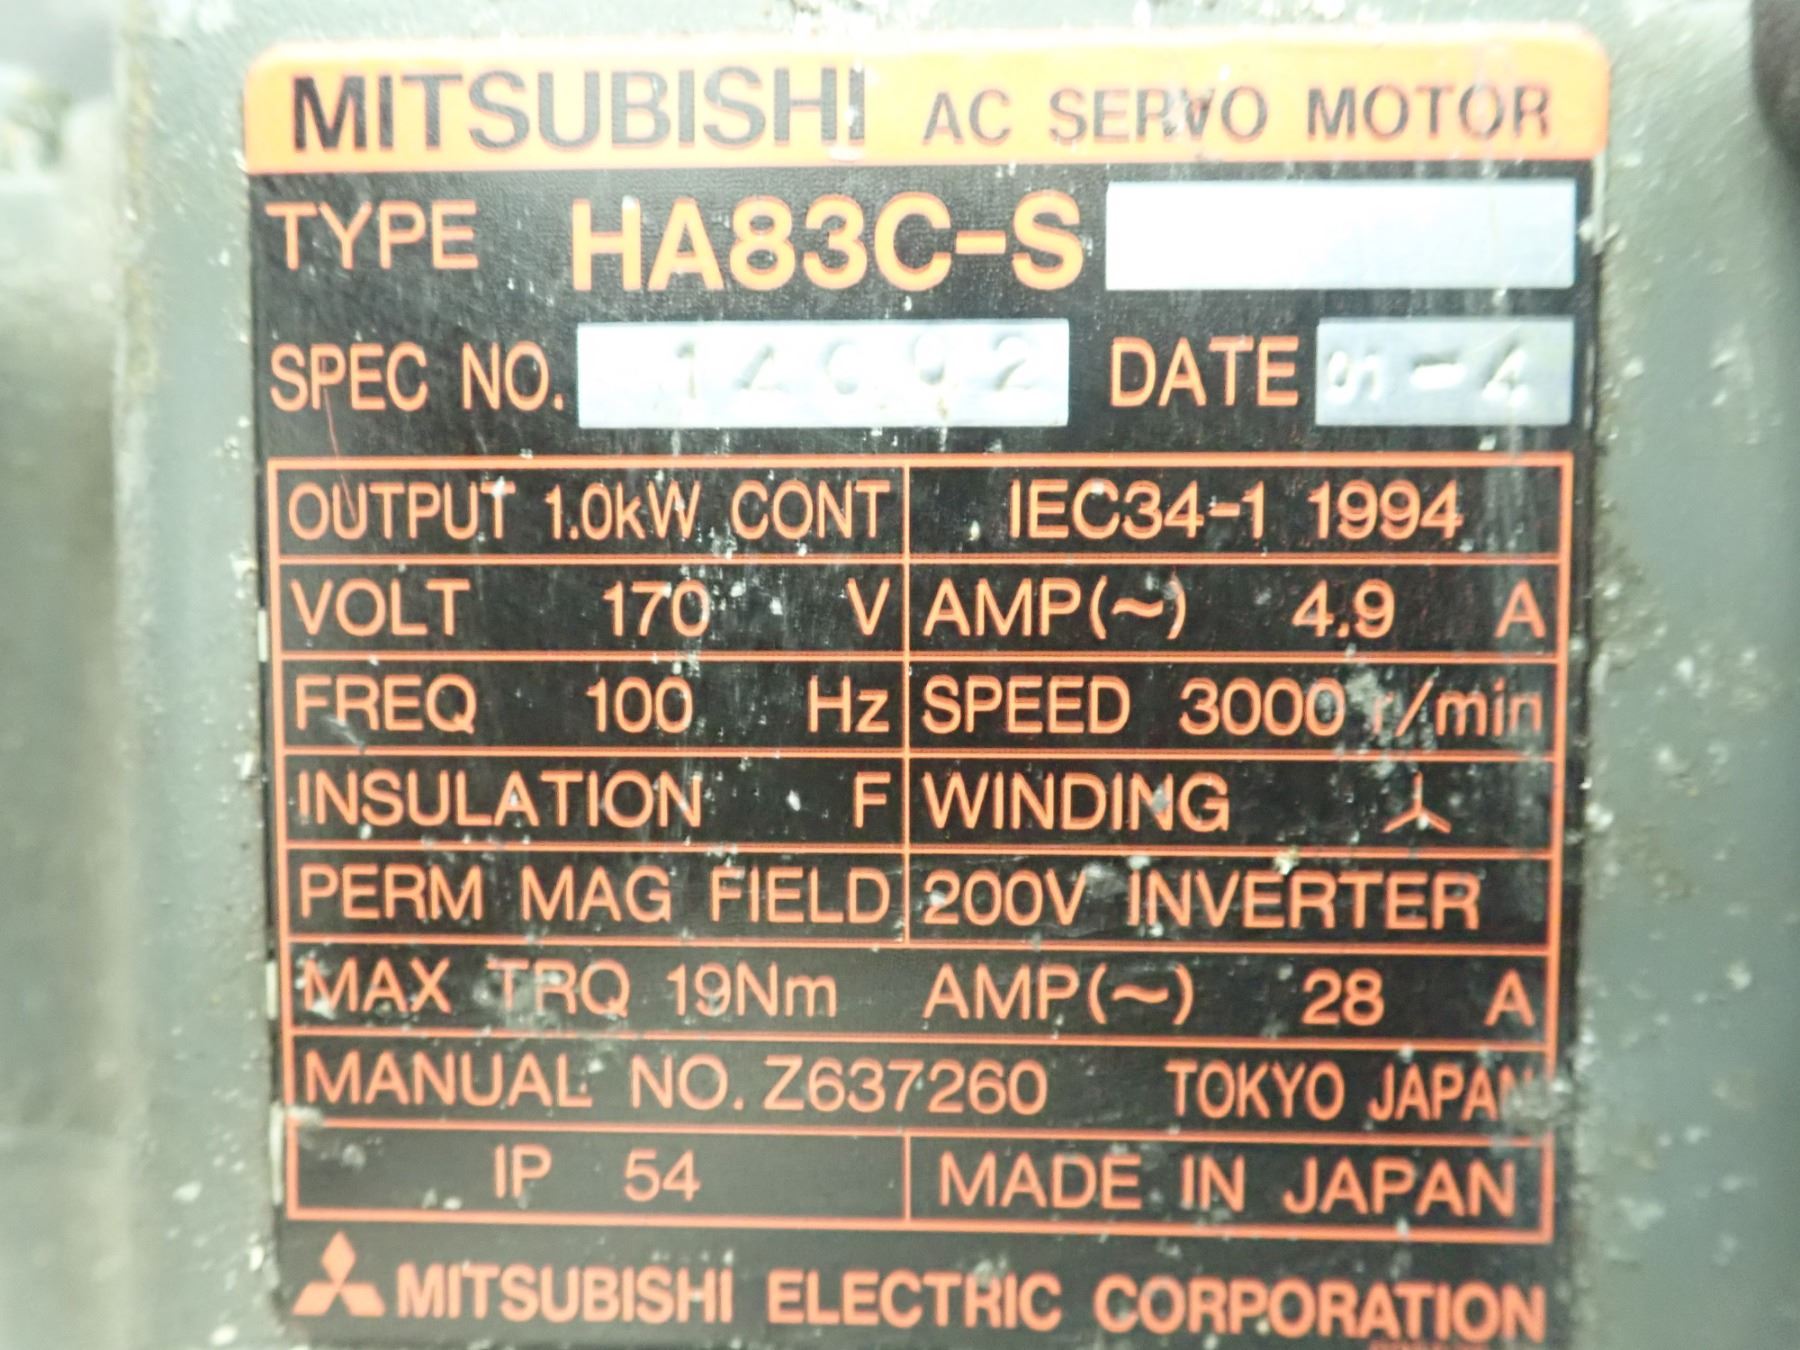 MITSUBISHI AC SERVO MOTOR
TYPE HA83C-S
SPEC NO. DATE
OUTPUT 1.0kW CONT IEC34-1 1994
VOLT 170 V AMP(~) 4.9 A
FREQ 100 Hz SPEED 3000 r/min
INSULATION F WINDING
PERM MAG FIELD 200V INVERTER
MAX TRQ 19Nm AMP(~) 28 A
MANUAL NO. Z637260 TOKYO JAPAN
IP 54 MADE IN JAPAN
MITSUBISHI ELECTRIC CORPORATION